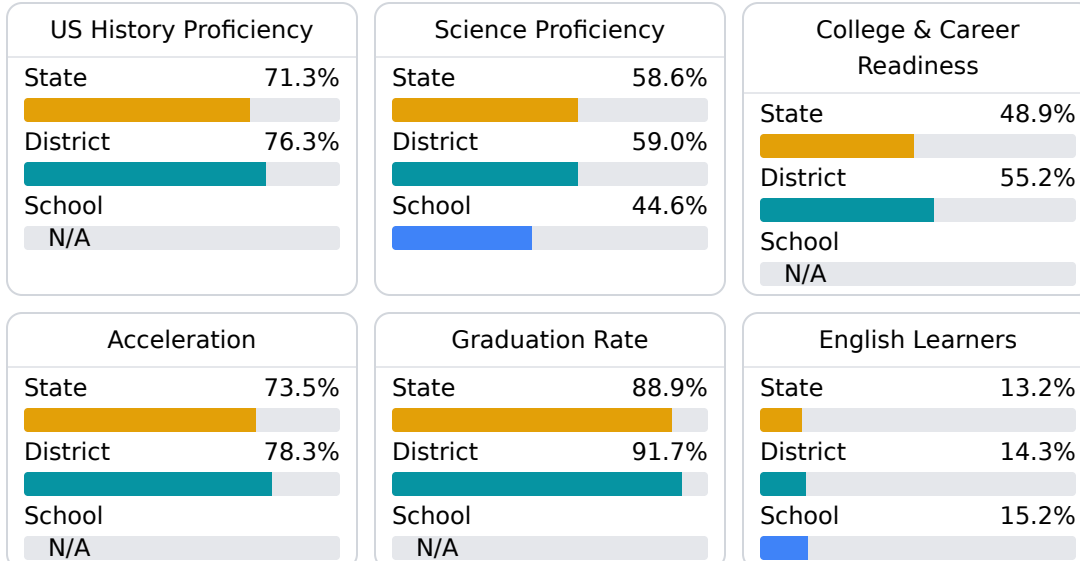 US History Proficiency
State 71.3%
District 76.3%
School
N/A
Science Proficiency
State 58.6%
District 59.0%
School 44.6%
College & Career
Readiness
State 48.9%
District 55.2%
School
N/A
Acceleration
State 73.5%
District 78.3%
School
N/A
Graduation Rate
State 88.9%
District 91.7%
School
N/A
English Learners
State 13.2%
District 14.3%
School 15.2%